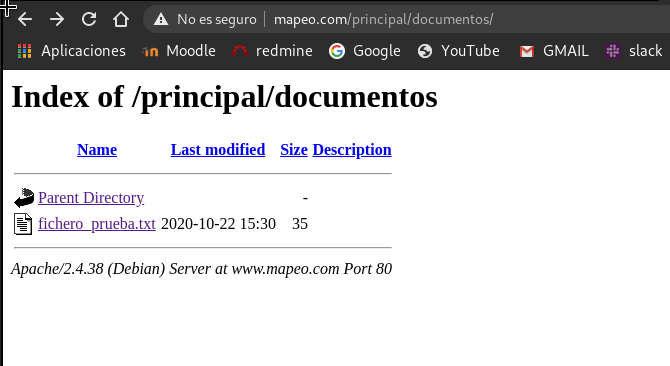 No es seguro | mapeo.com/principal/documentos/
Aplicaciones Moodle redmine Google YouTube GMAIL slack
Index of /principal/documentos
Name Last modified Size Description
Parent Directory -
fichero_prueba.txt 2020-10-22 15:30 35
Apache/2.4.38 (Debian) Server at www.mapeo.com Port 80